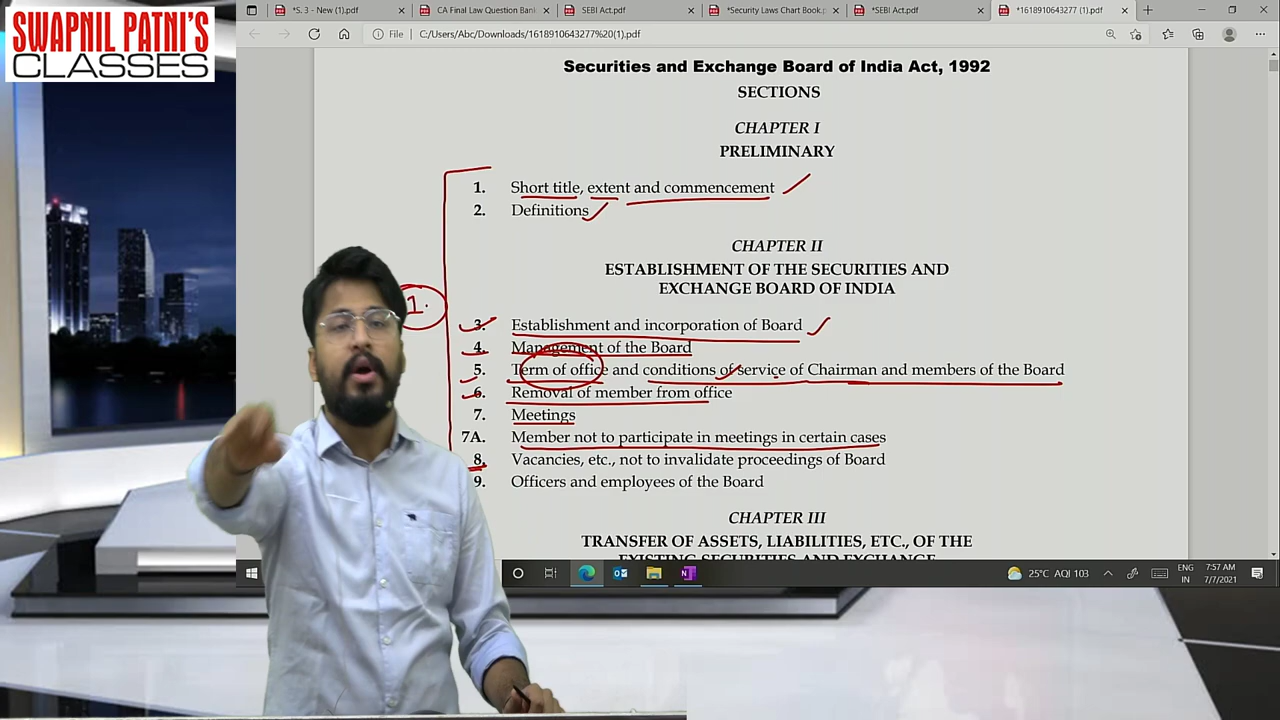 SWAPNIL PATNI'S
CLASSES
*S. 3 - New (1).pdf
CA Final Law Question Ban
SEBI Act.pdf
*Security Laws Chart Book.p
*SEBI Act.pdf
*1618910643277 (1).pdf
File
C:/Users/Abc/Downloads/1618910643277%20(1).pdf
Securities and Exchange Board of India Act, 1992
SECTIONS
CHAPTER I
PRELIMINARY
1. Short title, extent and commencement
2. Definitions
CHAPTER II
ESTABLISHMENT OF THE SECURITIES AND
EXCHANGE BOARD OF INDIA
1.
3. Establishment and incorporation of Board
4. Management of the Board
5. Term of office and conditions of service of Chairman and members of the Board
6. Removal of member from office
7. Meetings
7A. Member not to participate in meetings in certain cases
8. Vacancies, etc., not to invalidate proceedings of Board
9. Officers and employees of the Board
CHAPTER III
TRANSFER OF ASSETS, LIABILITIES, ETC., OF THE
EXISTING SECURITIES AND EXCHANGE
25°C AQI 103
ENG
IN
7:57 AM
7/7/2021